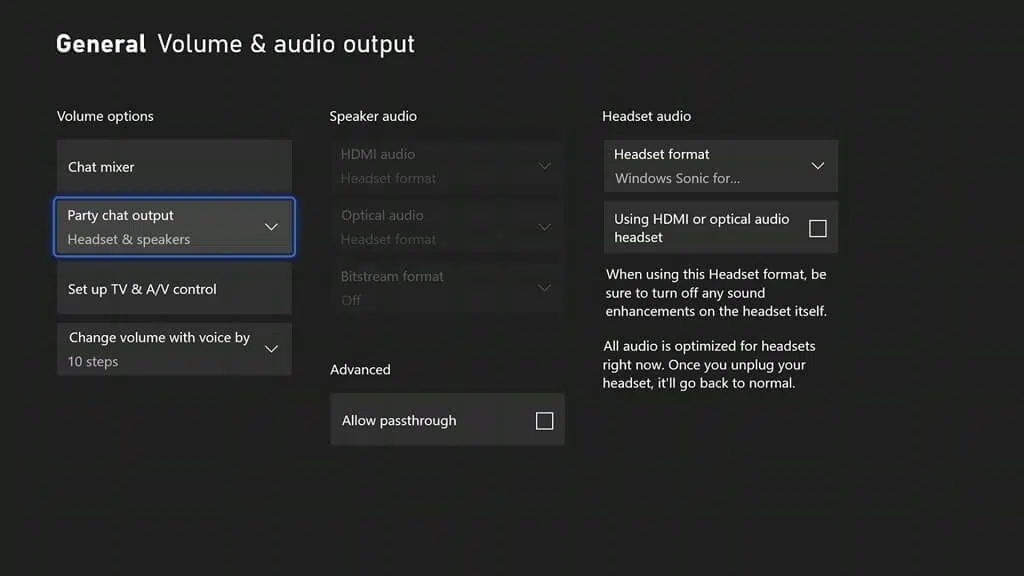 General Volume & audio output
Volume options
Chat mixer
Party chat output
Headset & speakers
Set up TV & A/V control
Change volume with voice by
10 steps
Speaker audio
HDMI audio
Headset format
Optical audio
Headset format
Bitstream format
Off
Advanced
Allow passthrough
Headset audio
Headset format
Windows Sonic for...
Using HDMI or optical audio
headset
When using this Headset format, be
sure to turn off any sound
enhancements on the headset itself.
All audio is optimized for headsets
right now. Once you unplug your
headset, it'll go back to normal.